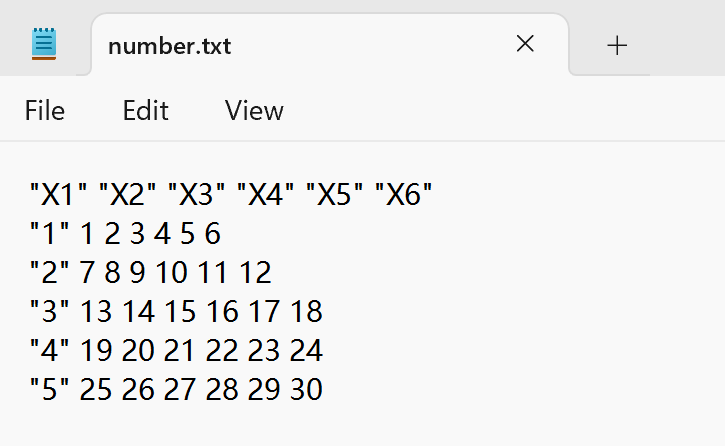 number.txt
File Edit View
"X1" "X2" "X3" "X4" "X5" "X6"
"1" 1 2 3 4 5 6
"2" 7 8 9 10 11 12
"3" 13 14 15 16 17 18
"4" 19 20 21 22 23 24
"5" 25 26 27 28 29 30